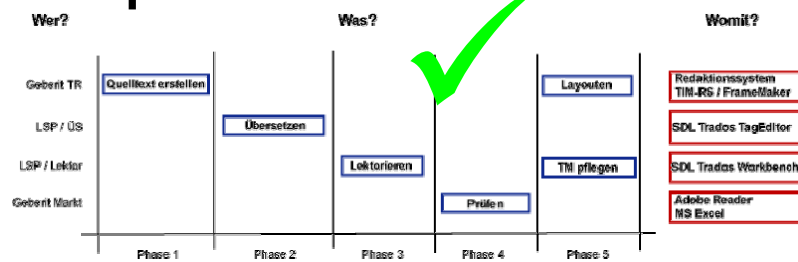 Wer? Was? Womit?
Geberit TR Quelltext erstellen Layouten Redaktionssystem
TIM-RS / FrameMaker
LSP / ÜS Übersetzen SDL Trados TagEditor
LSP / Lektor Lektorieren TM pflegen SDL Trados Workbench
Geberit Markt Prüfen Adobe Reader
MS Excel
Phase 1 Phase 2 Phase 3 Phase 4 Phase 5